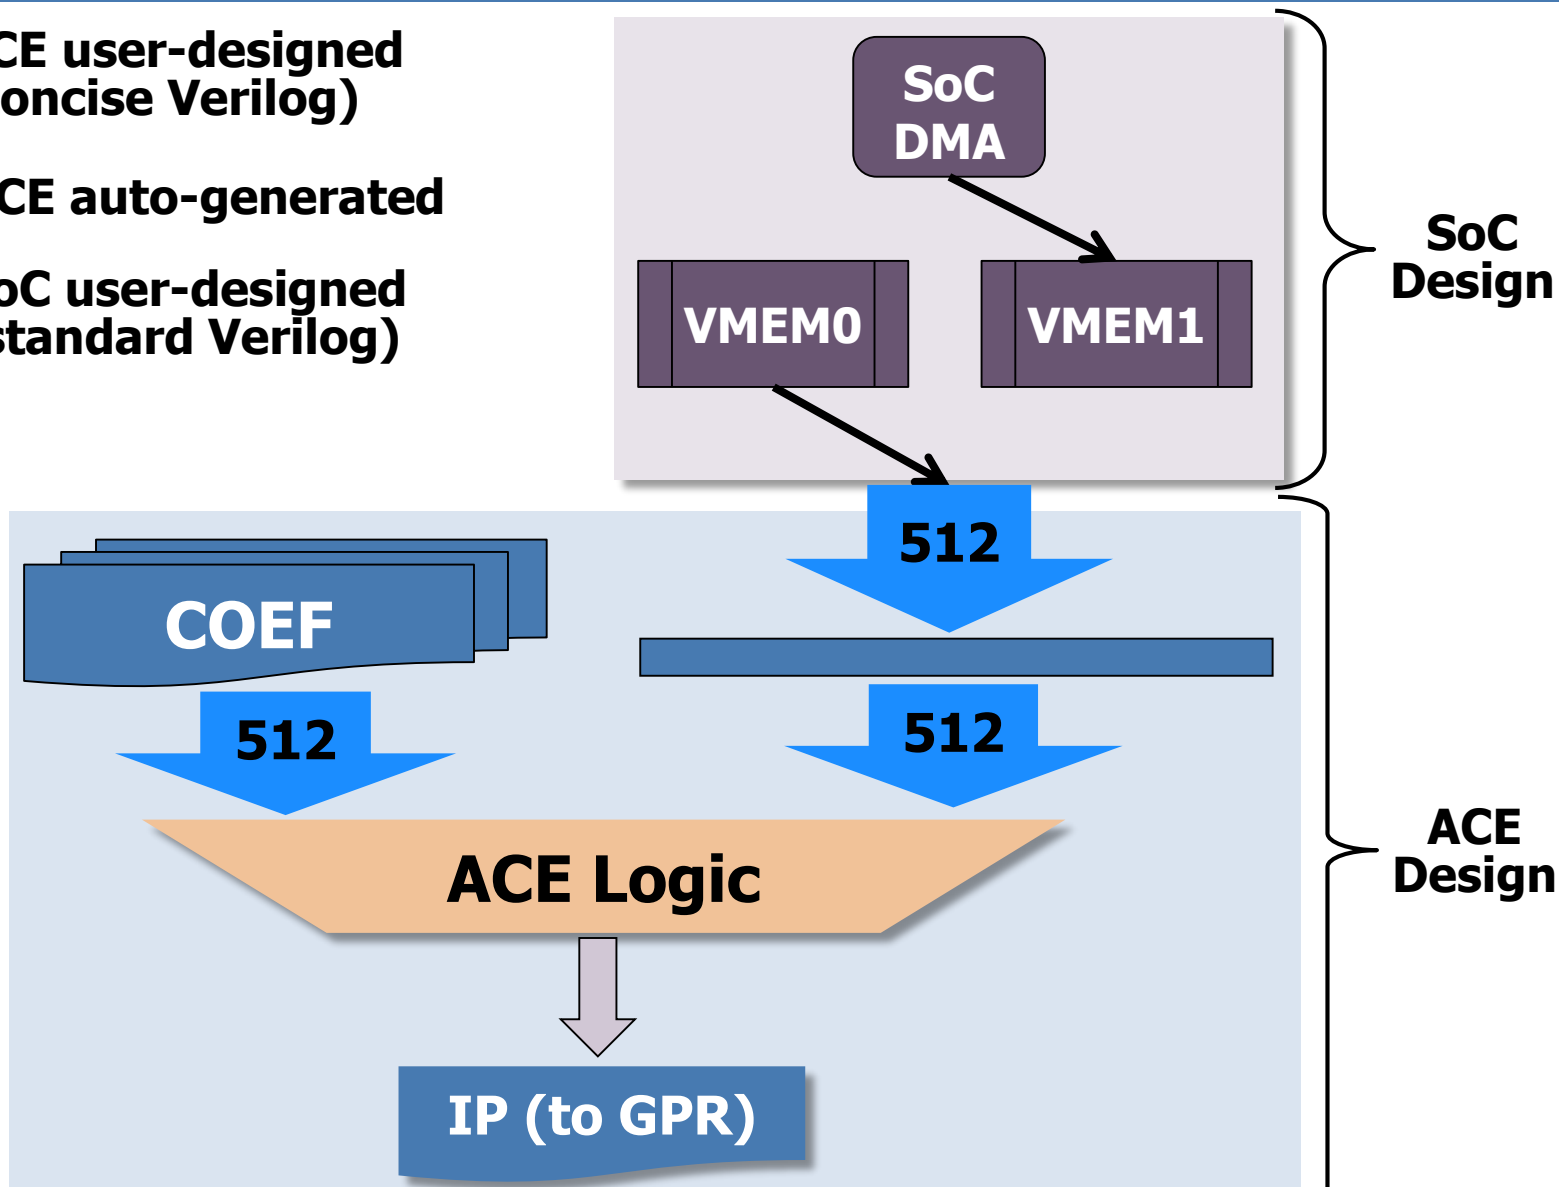 CE user-designed
oncise Verilog)
CE auto-generated
oC user-designed
standard Verilog)
SoC
DMA
VMEM0
VMEM1
SoC
Design
512
COEF
512
512
ACE Logic
ACE
Design
IP (to GPR)